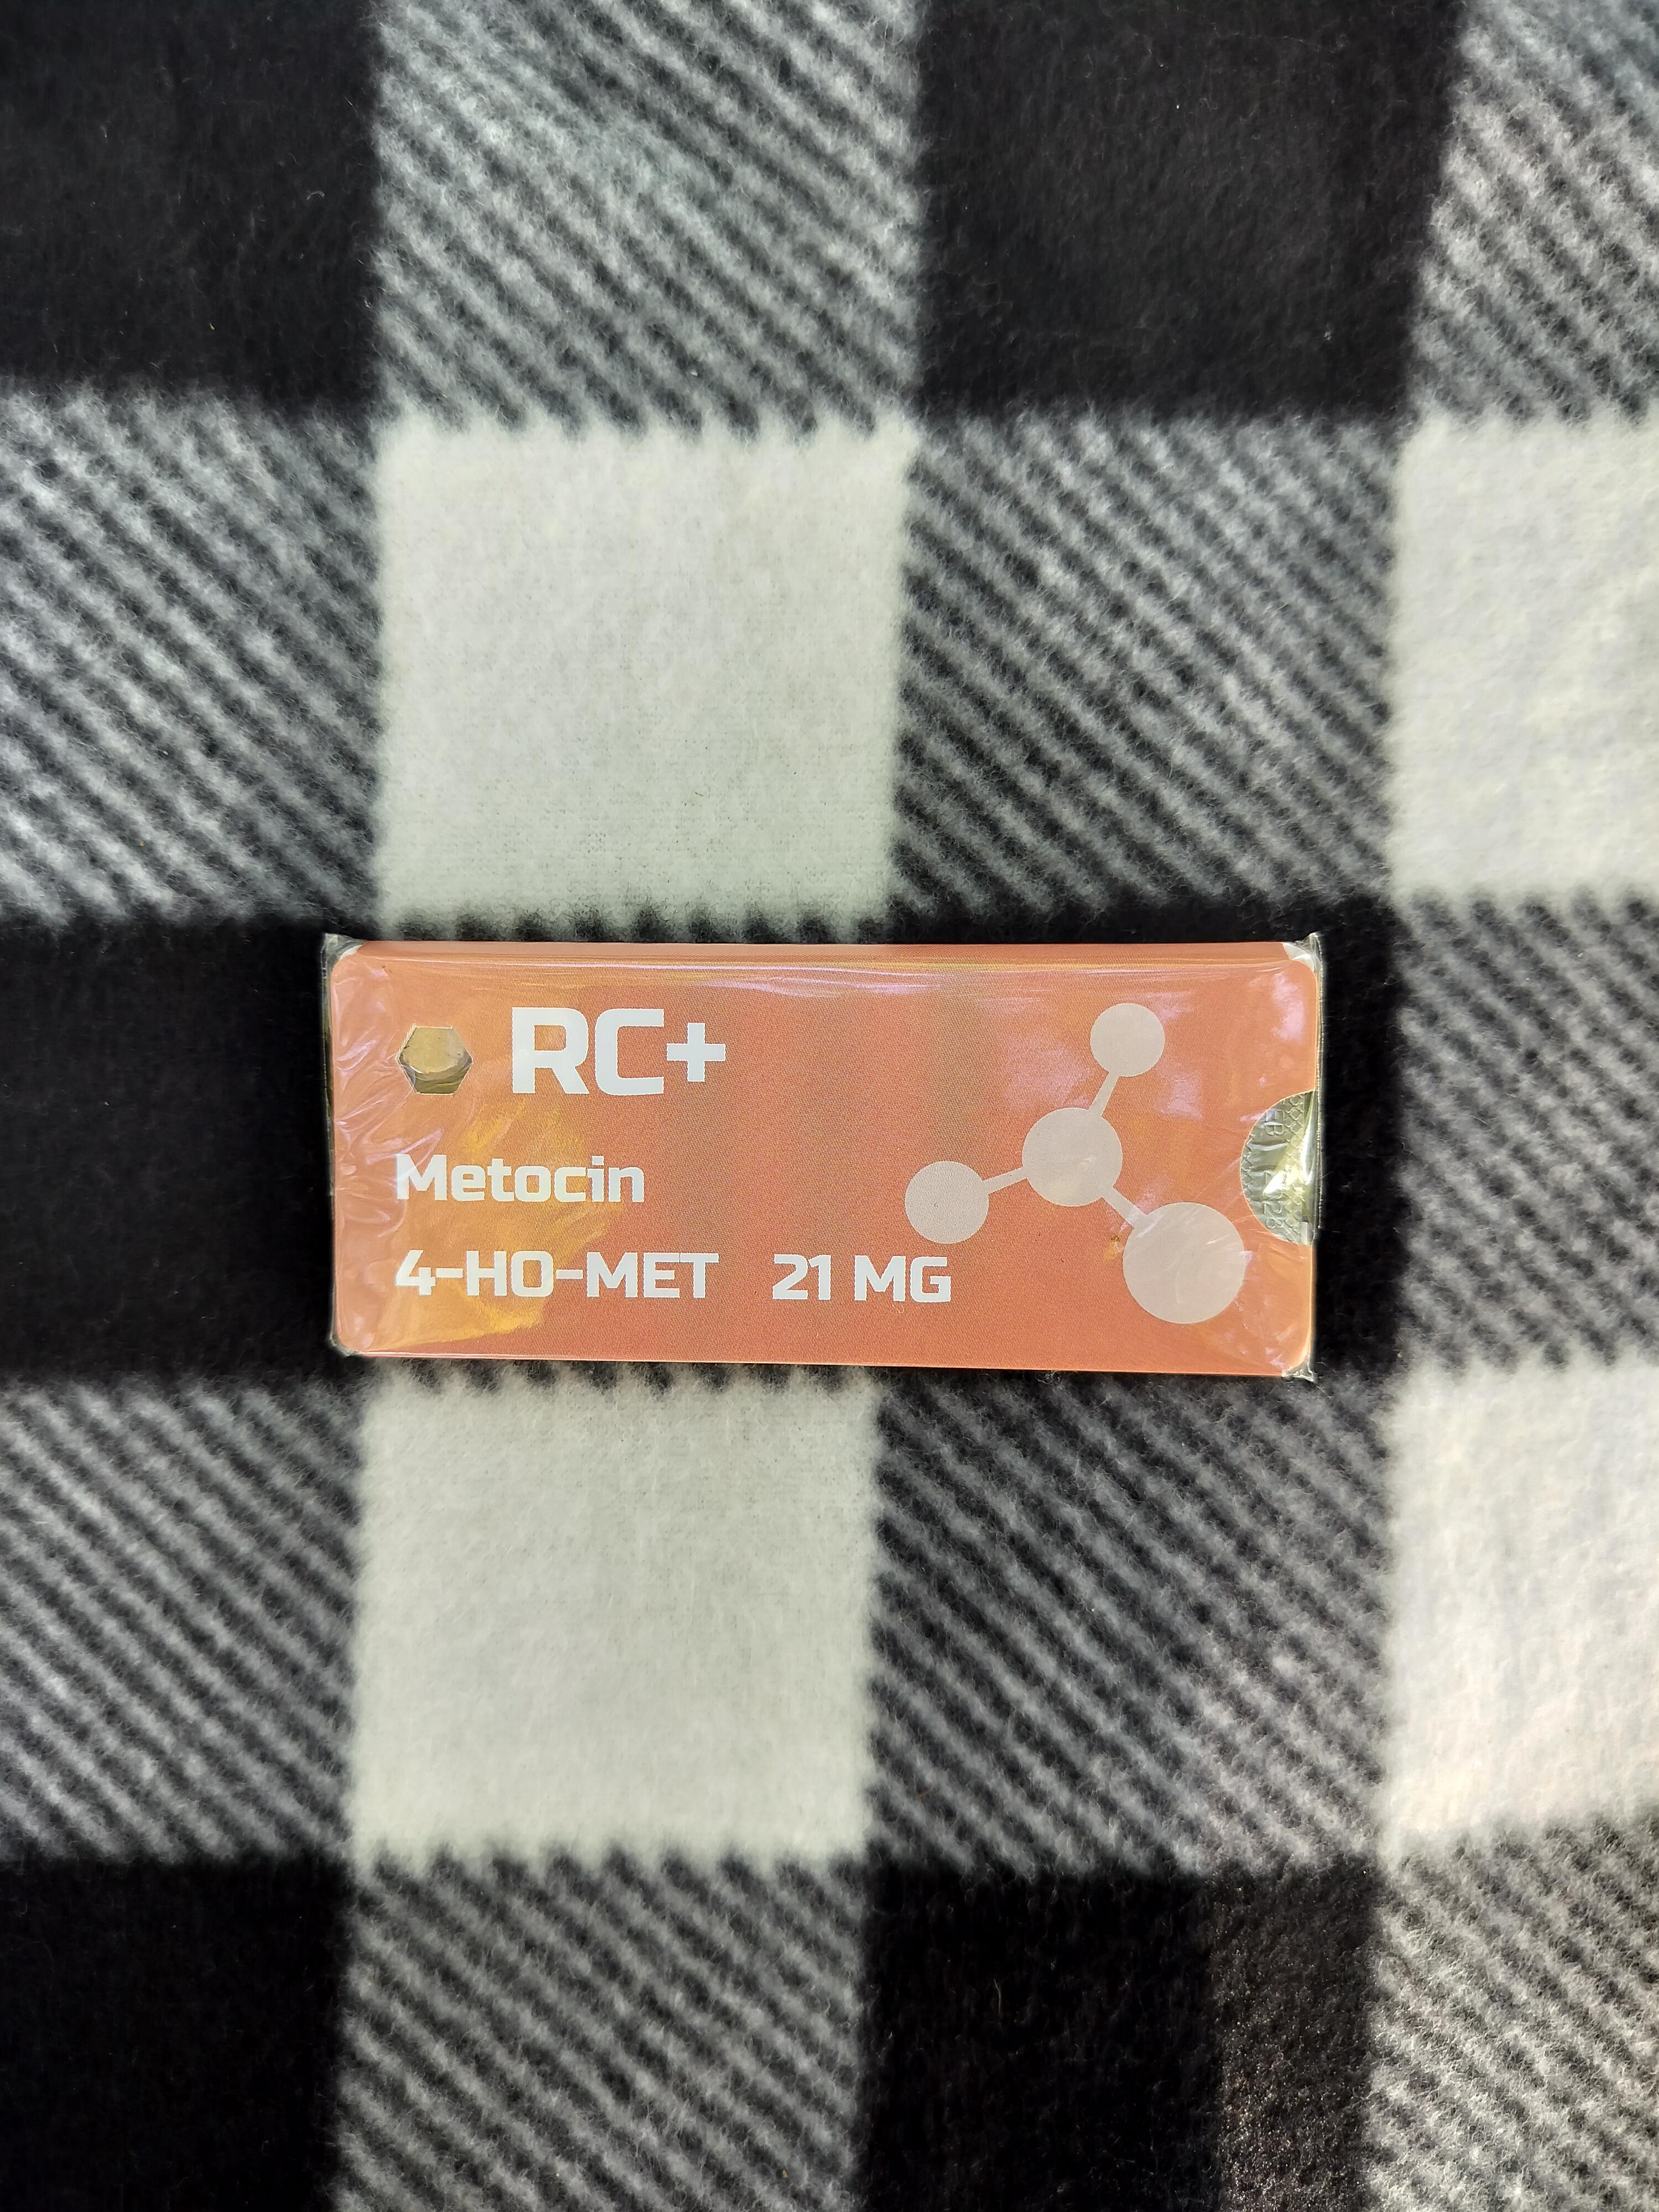 RC+
Metocin
4-HO-MET 21 MG